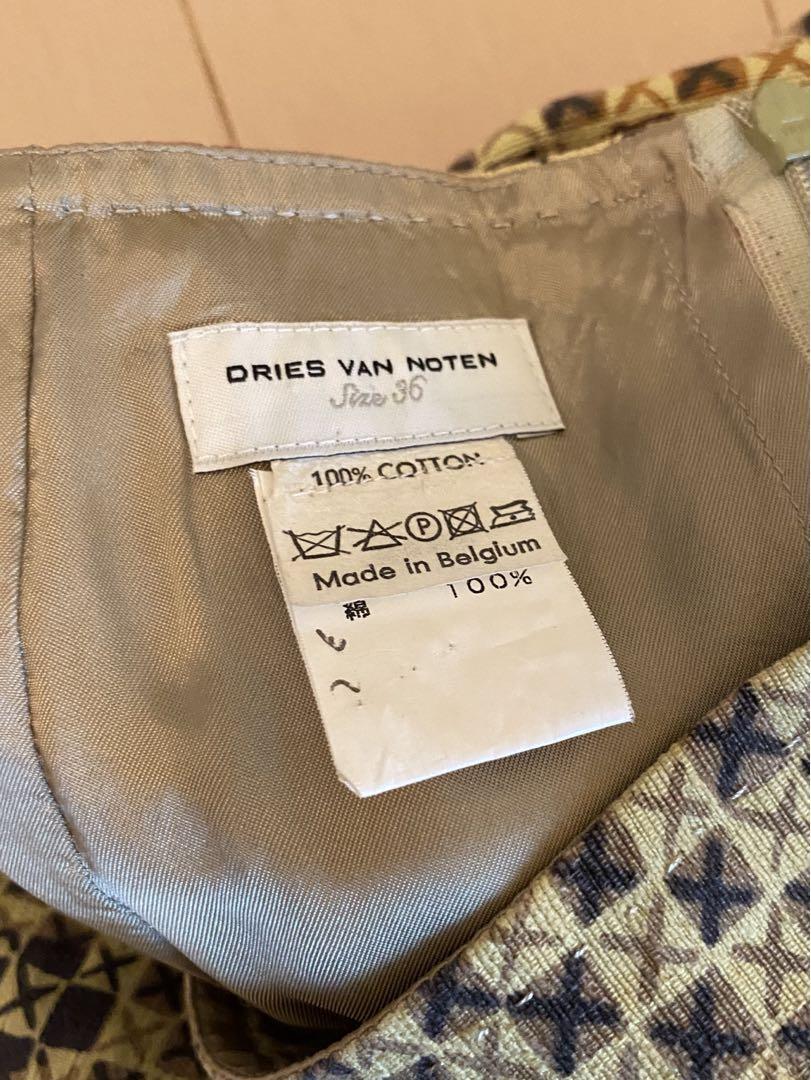 DRIES VAN NOTEN
Size 36
100% COTTON
P
Made in Belgium
綿 100%